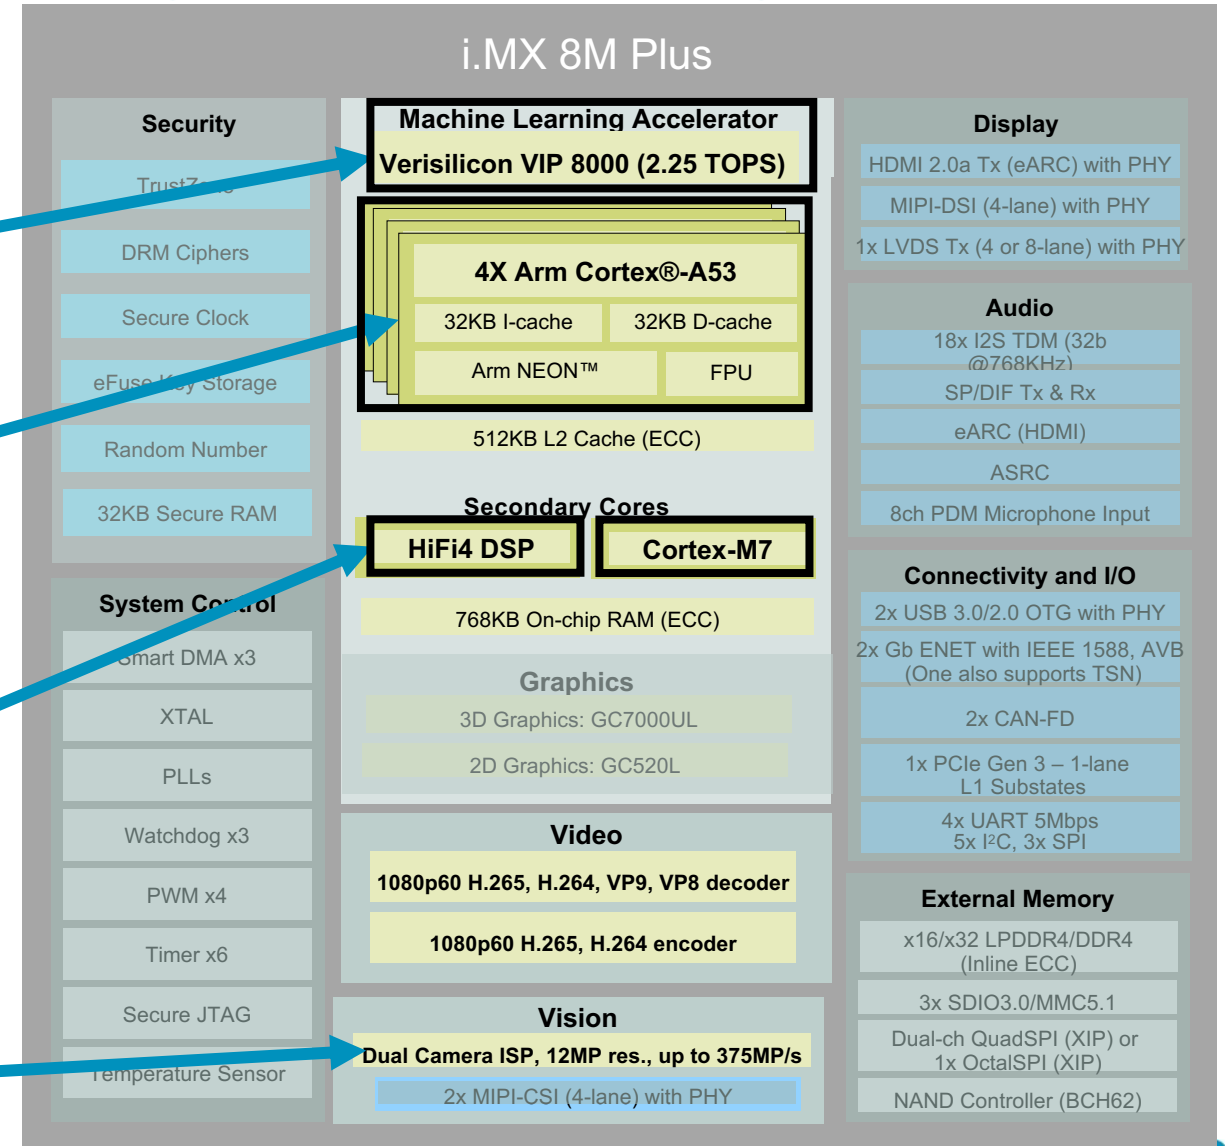 i.MX 8M Plus
Security
TrustZone
DRM Ciphers
Secure Clock
eFuse Key Storage
Random Number
32KB Secure RAM
System Control
Smart DMA x3
XTAL
PLLs
Watchdog x3
PWM x4
Timer x6
Secure JTAG
Temperature Sensor
Machine Learning Accelerator
Verisilicon VIP 8000 (2.25 TOPS)
4X Arm Cortex®-A53
32KB I-cache
32KB D-cache
Arm NEON™
FPU
512KB L2 Cache (ECC)
Secondary Cores
HiFi4 DSP
Cortex-M7
768KB On-chip RAM (ECC)
Graphics
3D Graphics: GC7000UL
2D Graphics: GC520L
Video
1080p60 H.265, H.264, VP9, VP8 decoder
1080p60 H.265, H.264 encoder
Vision
Dual Camera ISP, 12MP res., up to 375MP/s
2x MIPI-CSI (4-lane) with PHY
Display
HDMI 2.0a Tx (eARC) with PHY
MIPI-DSI (4-lane) with PHY
1x LVDS Tx (4 or 8-lane) with PHY
Audio
18x I2S TDM (32b
@768KHz)
SP/DIF Tx & Rx
eARC (HDMI)
ASRC
8ch PDM Microphone Input
Connectivity and I/O
2x USB 3.0/2.0 OTG with PHY
2x Gb ENET with IEEE 1588, AVB
(One also supports TSN)
2x CAN-FD
1x PCIe Gen 3 – 1-lane
L1 Substates
4x UART 5Mbps
5x I²C, 3x SPI
External Memory
x16/x32 LPDDR4/DDR4
(Inline ECC)
3x SDIO3.0/MMC5.1
Dual-ch QuadSPI (XIP) or
1x OctalSPI (XIP)
NAND Controller (BCH62)